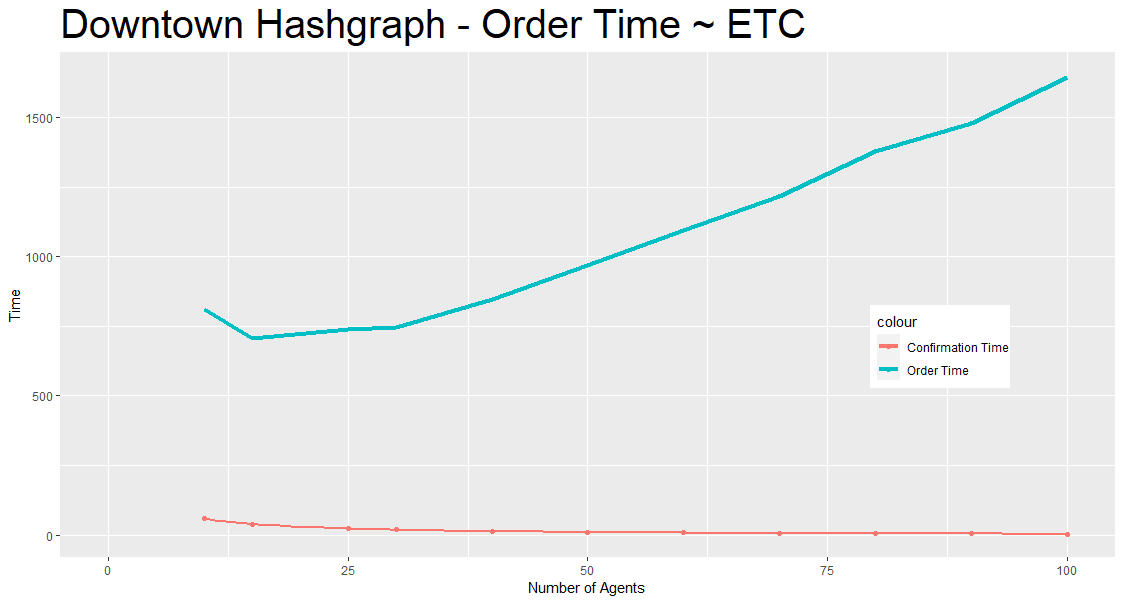 Downtown Hashgraph - Order Time ~ ETC
1500
1000
500
0
Time
0 25 50 75 100
Number of Agents
colour
Confirmation Time
Order Time